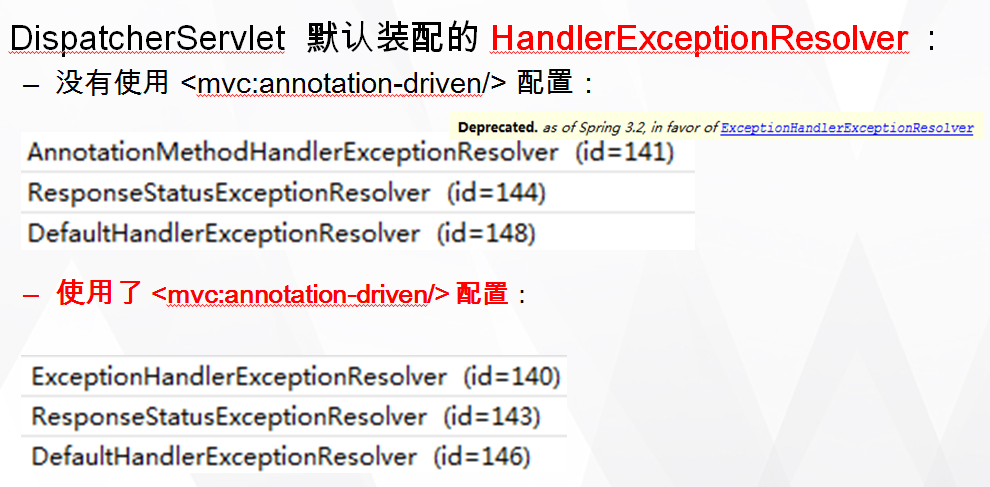 DispatcherServlet 默认装配的 HandlerExceptionResolver ：
– 没有使用 <mvc:annotation-driven/> 配置：
Deprecated. as of Spring 3.2, in favor of ExceptionHandlerExceptionResolver
AnnotationMethodHandlerExceptionResolver (id=141)
ResponseStatusExceptionResolver (id=144)
DefaultHandlerExceptionResolver (id=148)
– 使用了 <mvc:annotation-driven/> 配置：
ExceptionHandlerExceptionResolver (id=140)
ResponseStatusExceptionResolver (id=143)
DefaultHandlerExceptionResolver (id=146)